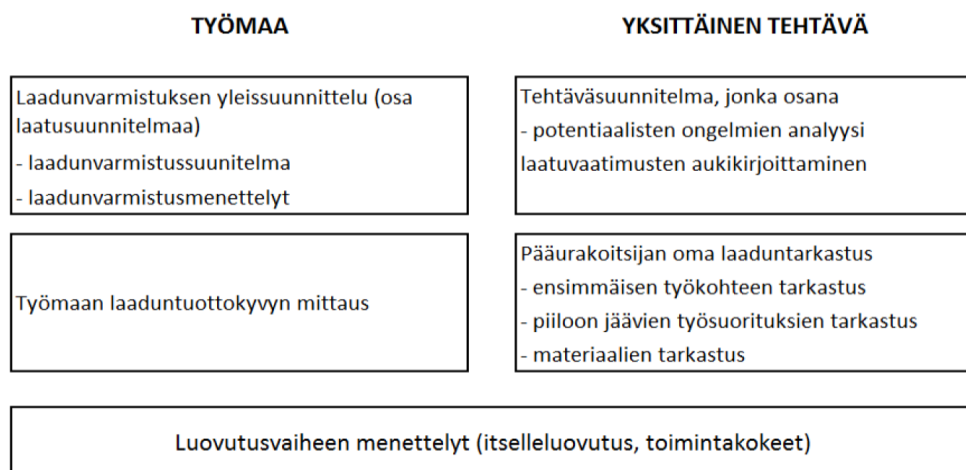 TYÖMAA
YKSITTÄINEN TEHTÄVÄ
Laadunvarmistuksen yleissuunnittelu (osa
laatusuunnitelmaa)
- laadunvarmistussuunitelma
- laadunvarmistusmenettelyt
Tehtäväsuunnitelma, jonka osana
- potentiaalisten ongelmien analyysi
laatuvaatimusten aukikirjoittaminen
Työmaan laaduntuottokyvyn mittaus
Pääurakoitsijan oma laaduntarkastus
- ensimmäisen työkohteen tarkastus
- piiloon jäävien työsuorituksien tarkastus
- materiaalien tarkastus
Luovutusvaiheen menettelyt (itselleluovutus, toimintakokeet)